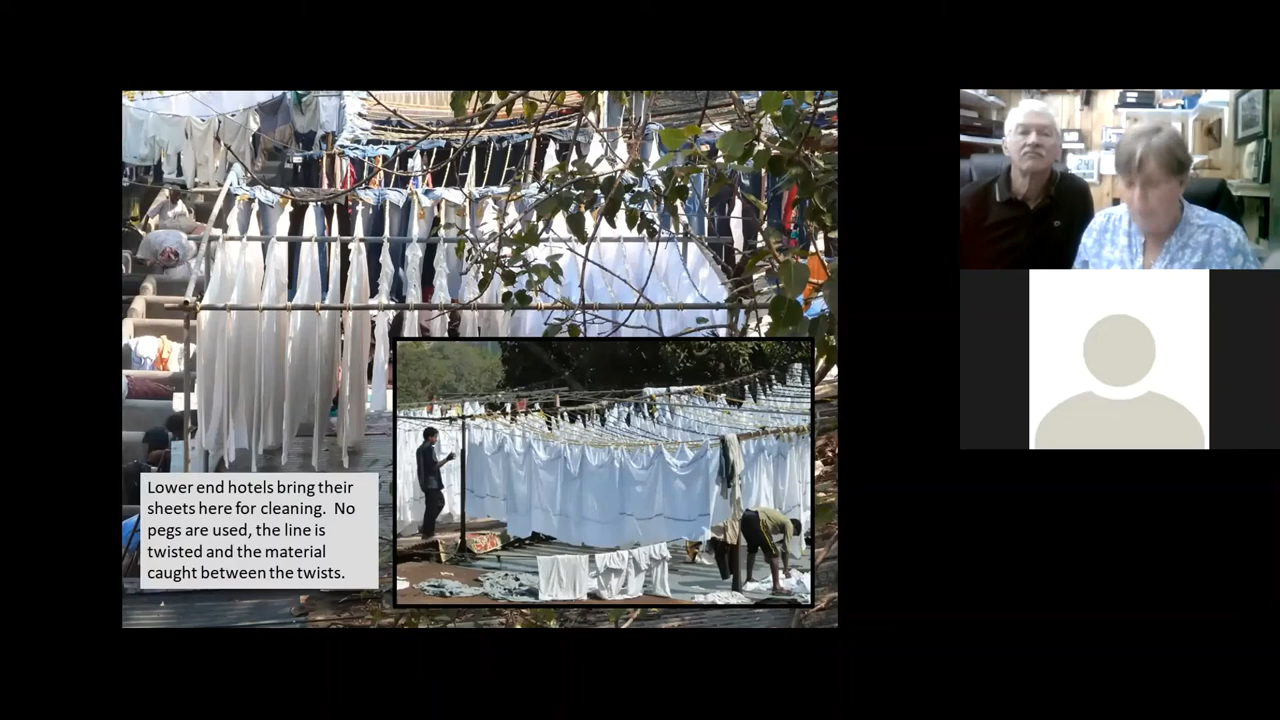 Lower end hotels bring their
sheets here for cleaning.  No
pegs are used, the line is
twisted and the material
caught between the twists.